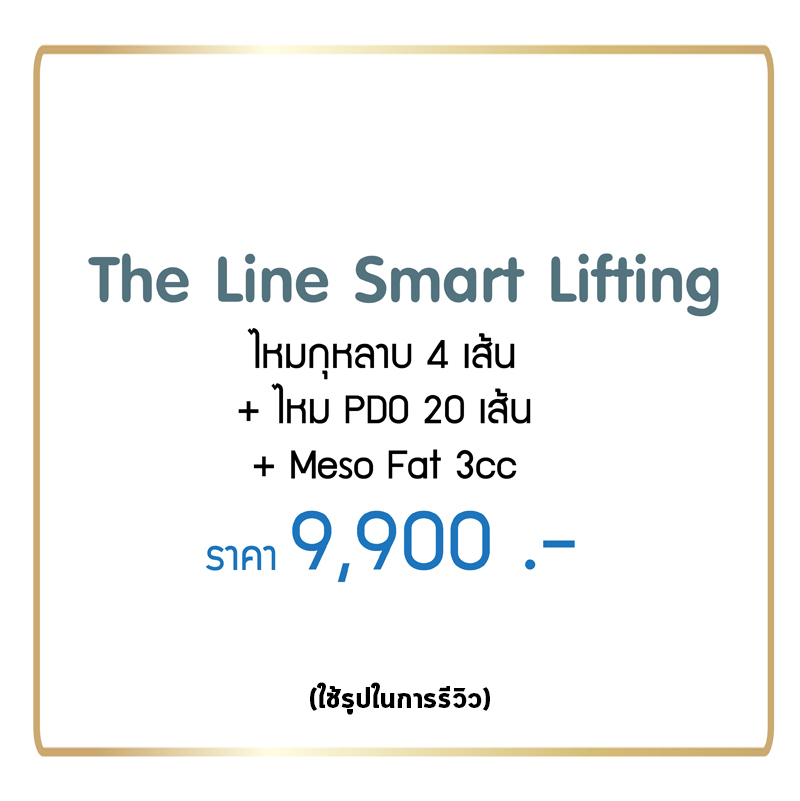 The Line Smart Lifting
ไหมกุหลาบ 4 เส้น
+ ไหม PDO 20 เส้น
+ Meso Fat 3cc
ราคา 9,900 .-
(ใช้รูปในการรีวิว)